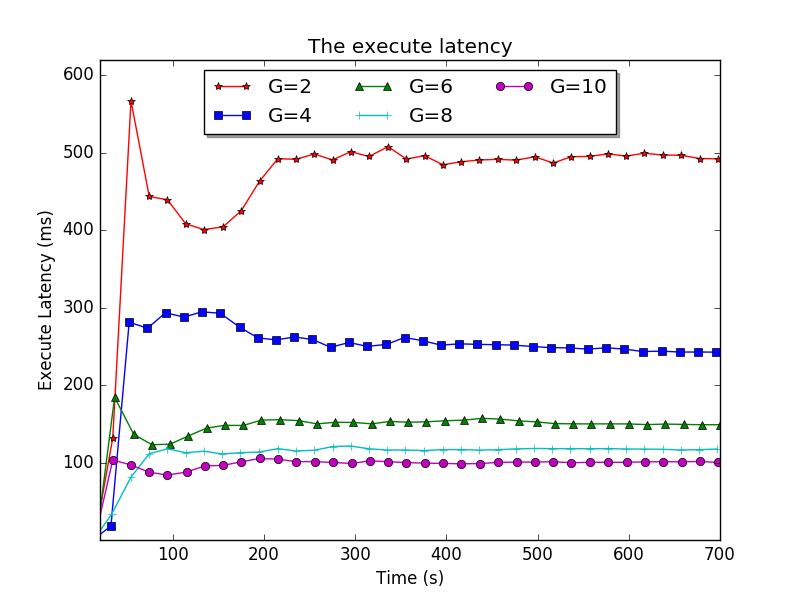 The execute latency
G=2 G=6 G=10
G=4 G=8
600
500
400
300
200
100
Execute Latency (ms)
100 200 300 400 500 600 700
Time (s)